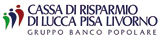 CASSA DI RISPARMIO
DI LUCCA PISA LIVORNO
GRUPPO BANCO POPOLARE